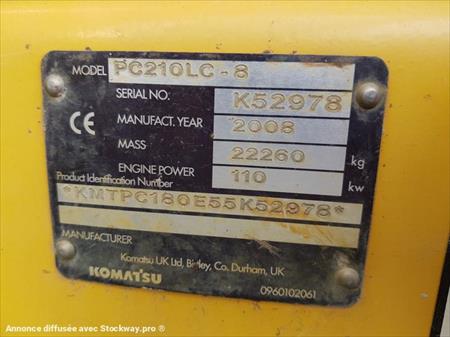 MODEL PC210LC-8
SERIAL NO. K52978
MANUFACT. YEAR 2008
MASS 22260 kg
ENGINE POWER 110 kw
Product Identification Number
*KMTPC180E55K52978*
MANUFACTURER
Komatsu UK Ltd, Birtley, Co. Durham, UK
KOMATSU
0960102061
CE
Annonce diffusée avec Stockway.pro ®